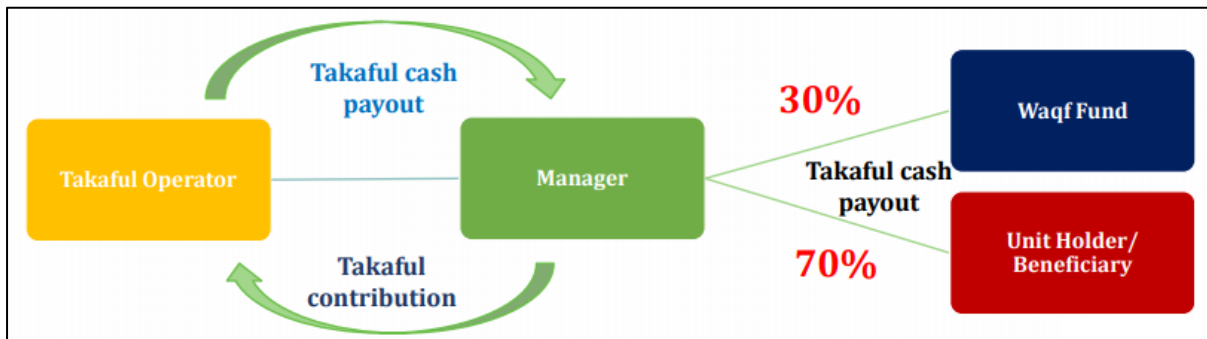 Takaful cash
payout
Takaful Operator
Manager
Takaful
contribution
30%
Takaful cash
payout
70%
Waqf Fund
Unit Holder/
Beneficiary